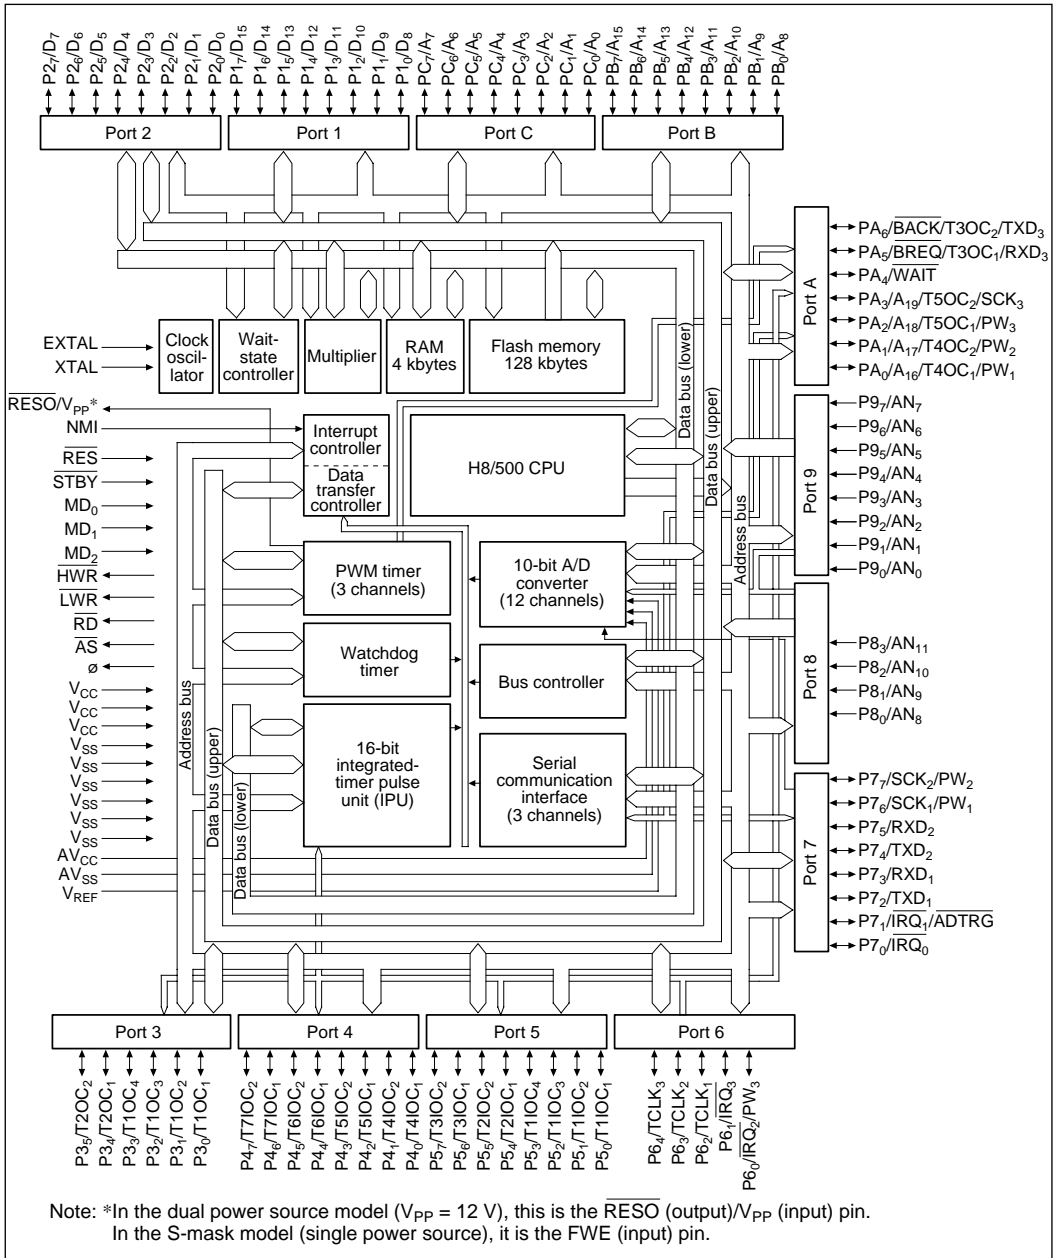 P2₇/D₇
P2₆/D₆
P2₅/D₅
P2₄/D₄
P2₃/D₃
P2₂/D₂
P2₁/D₁
P2₀/D₀
P1₇/D₁₅
P1₆/D₁₄
P1₅/D₁₃
P1₄/D₁₂
P1₃/D₁₁
P1₂/D₁₀
P1₁/D₉
P1₀/D₈
PC₇/A₇
PC₆/A₆
PC₅/A₅
PC₄/A₄
PC₃/A₃
PC₂/A₂
PC₁/A₁
PC₀/A₀
PB₇/A₁₅
PB₆/A₁₄
PB₅/A₁₃
PB₄/A₁₂
PB₃/A₁₁
PB₂/A₁₀
PB₁/A₉
PB₀/A₈
Port 2
Port 1
Port C
Port B
Port A
PA₆/BACK/T3OC₂/TXD₃
PA₅/BREQ/T3OC₁/RXD₃
PA₄/WAIT
PA₃/A₁₉/T5OC₂/SCK₃
PA₂/A₁₈/T5OC₁/PW₃
PA₁/A₁₇/T4OC₂/PW₂
PA₀/A₁₆/T4OC₁/PW₁
EXTAL
XTAL
Clock
oscil-
lator
Wait-
state
controller
Multiplier
RAM
4 kbytes
Flash memory
128 kbytes
Data bus (lower)
Data bus (upper)
Address bus
RESO/V_PP*
NMI
RES
STBY
MD₀
MD₁
MD₂
HWR
LWR
RD
AS
ø
V_CC
V_CC
V_CC
V_SS
V_SS
V_SS
V_SS
V_SS
V_SS
AV_CC
AV_SS
V_REF
Interrupt
controller
Data
transfer
controller
H8/500 CPU
PWM timer
(3 channels)
10-bit A/D
converter
(12 channels)
Watchdog
timer
Bus controller
16-bit
integrated-
timer pulse
unit (IPU)
Serial
communication
interface
(3 channels)
Address bus
Data bus (upper)
Data bus (lower)
Port 9
P9₇/AN₇
P9₆/AN₆
P9₅/AN₅
P9₄/AN₄
P9₃/AN₃
P9₂/AN₂
P9₁/AN₁
P9₀/AN₀
Port 8
P8₃/AN₁₁
P8₂/AN₁₀
P8₁/AN₉
P8₀/AN₈
Port 7
P7₇/SCK₂/PW₂
P7₆/SCK₁/PW₁
P7₅/RXD₂
P7₄/TXD₂
P7₃/RXD₁
P7₂/TXD₁
P7₁/IRQ₁/ADTRG
P7₀/IRQ₀
Port 3
Port 4
Port 5
Port 6
P3₅/T2OC₂
P3₄/T2OC₁
P3₃/T1OC₄
P3₂/T1OC₃
P3₁/T1OC₂
P3₀/T1OC₁
P4₇/T7IOC₂
P4₆/T7IOC₁
P4₅/T6IOC₂
P4₄/T6IOC₁
P4₃/T5IOC₂
P4₂/T5IOC₁
P4₁/T4IOC₂
P4₀/T4IOC₁
P5₇/T3IOC₂
P5₆/T3IOC₁
P5₅/T2IOC₂
P5₄/T2IOC₁
P5₃/T1IOC₄
P5₂/T1IOC₃
P5₁/T1IOC₂
P5₀/T1IOC₁
P6₄/TCLK₃
P6₃/TCLK₂
P6₂/TCLK₁
P6₁/IRQ₃
P6₀/IRQ₂/PW₃
Note: *In the dual power source model (V_PP = 12 V), this is the RESO (output)/V_PP (input) pin.
In the S-mask model (single power source), it is the FWE (input) pin.